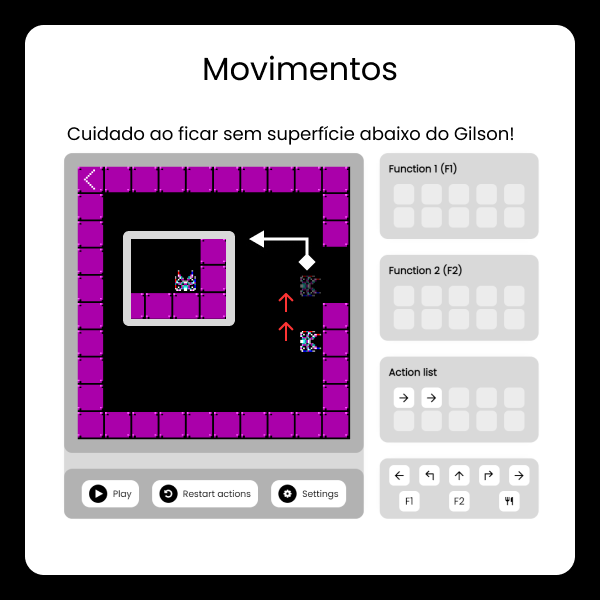 Movimentos
Cuidado ao ficar sem superfície abaixo do Gilson!
Function 1 (F1)
Function 2 (F2)
Action list
Play
Restart actions
Settings
F1
F2